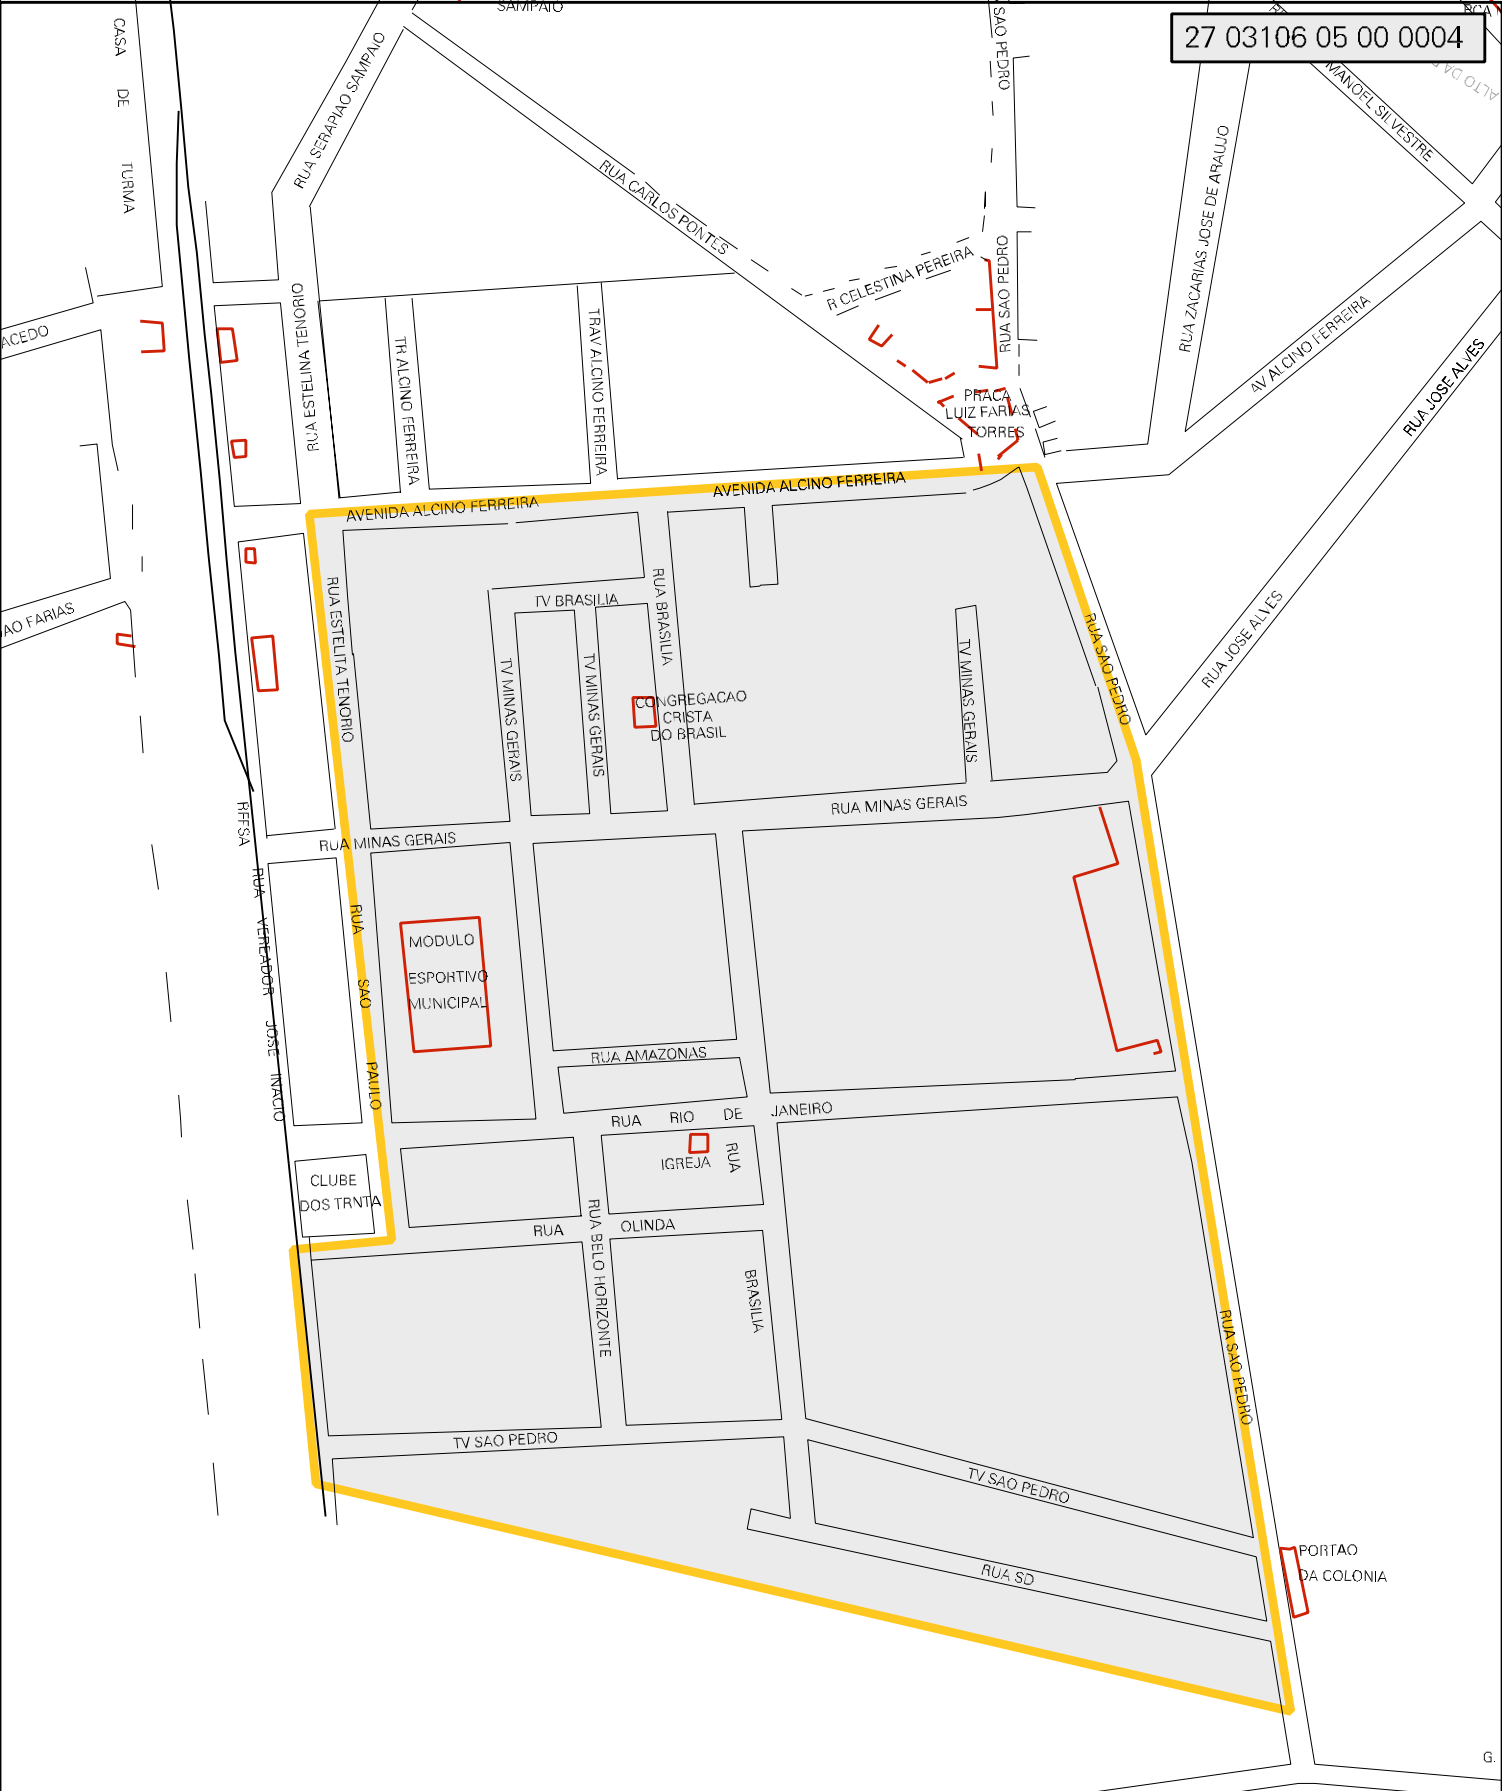 SAMPAIO
27 03106 05 00 0004
CASA DE TURMA
RUA SERAPIAO SAMPAIO
SAO PEDRO
MANOEL SILVESTRE
ALTO DA
RUA CARLOS PONTES
RUA ZACARIAS JOSE DE ARAUJO
R CELESTINA PEREIRA
RUA SAO PEDRO
ACEDO
RUA ESTELINA TENORIO
TR ALCINO FERREIRA
TRAV ALCINO FERREIRA
AV ALCINO FERREIRA
RUA JOSE ALVES
PRACA
LUIZ FARIAS
TORRES
AVENIDA ALCINO FERREIRA
AVENIDA ALCINO FERREIRA
RUA ESTELITA TENORIO
TV BRASILIA
RUA BRASILIA
AO FARIAS
RUA JOSE ALVES
RUA SAO PEDRO
TV MINAS GERAIS
TV MINAS GERAIS
TV MINAS GERAIS
CONGREGACAO
CRISTA
DO BRASIL
RUA MINAS GERAIS
RUA MINAS GERAIS
RFFSA
RUA VEREADOR JOSE INACIO
RUA SAO PAULO
MODULO
ESPORTIVO
MUNICIPAL
RUA AMAZONAS
RUA RIO DE JANEIRO
IGREJA
RUA BRASILIA
CLUBE
DOS TRNTA
RUA OLINDA
RUA BELO HORIZONTE
RUA SAO PEDRO
TV SAO PEDRO
TV SAO PEDRO
RUA SD
PORTAO
DA COLONIA
G.